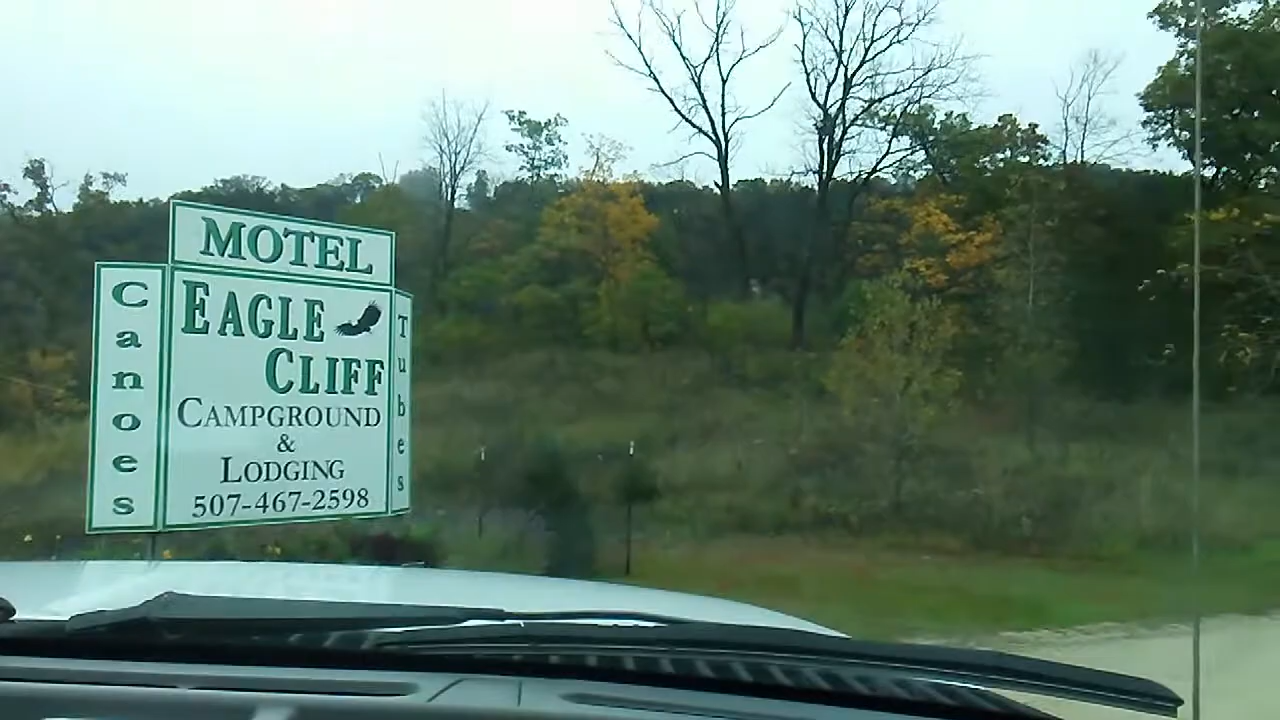 MOTEL
Canoes
EAGLE
CLIFF
CAMPGROUND
&
LODGING
507-467-2598
Tubes